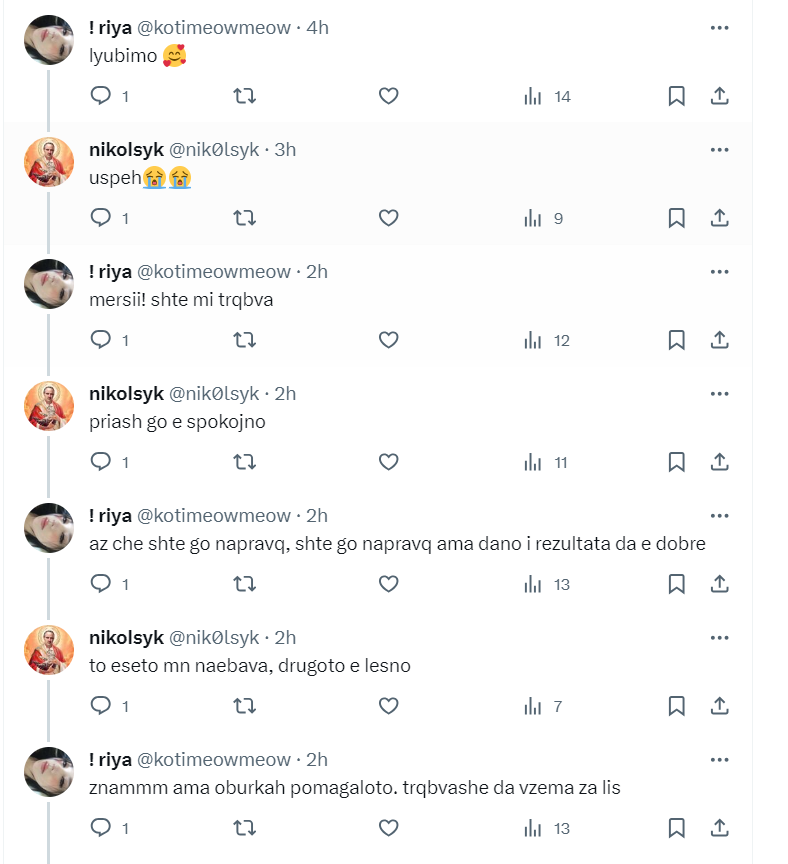 ! riya @kotimeowmeow · 4h
lyubimo 🥰
1 14
nikolsyk @nik0lsyk · 3h
uspeh😭😭
1 9
! riya @kotimeowmeow · 2h
mersii! shte mi trqbva
1 12
nikolsyk @nik0lsyk · 2h
priash go e spokojno
1 11
! riya @kotimeowmeow · 2h
az che shte go napravq, shte go napravq ama dano i rezultata da e dobre
1 13
nikolsyk @nik0lsyk · 2h
to eseto mn naebava, drugoto e lesno
1 7
! riya @kotimeowmeow · 2h
znammm ama oburkah pomagaloto. trqbvashe da vzema za lis
1 13